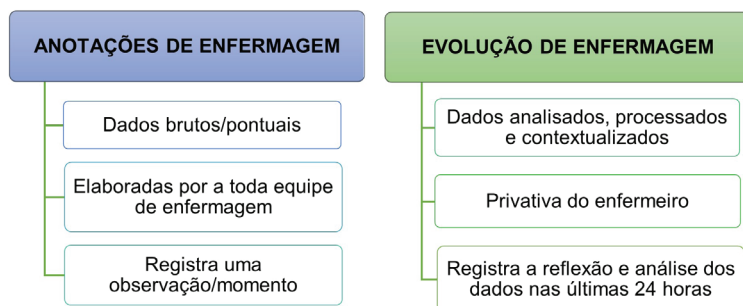 ANOTAÇÕES DE ENFERMAGEM
Dados brutos/pontuais
Elaboradas por a toda equipe
de enfermagem
Registra uma
observação/momento
EVOLUÇÃO DE ENFERMAGEM
Dados analisados, processados
e contextualizados
Privativa do enfermeiro
Registra a reflexão e análise dos
dados nas últimas 24 horas